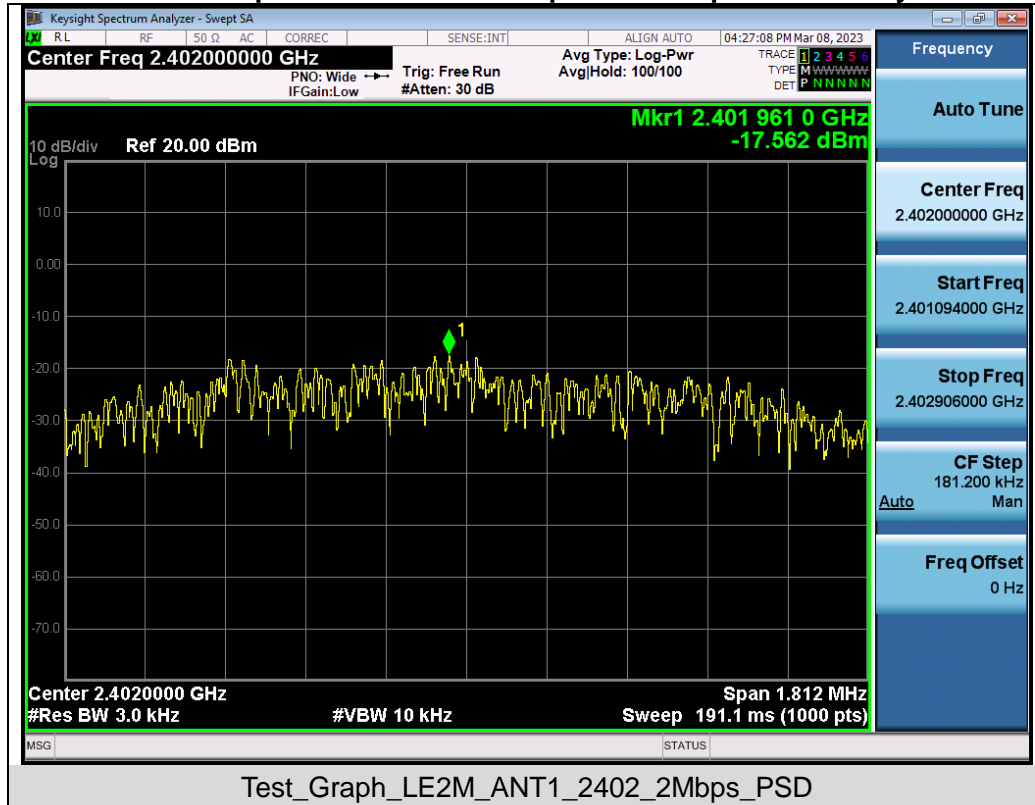 Keysight Spectrum Analyzer - Swept SA
LXI RL RF 50 Ω AC CORREC SENSE:INT ALIGN AUTO 04:27:08 PM Mar 08, 2023
Center Freq 2.402000000 GHz
PNO: Wide
IFGain:Low
Trig: Free Run
#Atten: 30 dB
Avg Type: Log-Pwr
Avg|Hold: 100/100
TRACE 1 2 3 4 5 6
TYPE M W W W W W
DET P N N N N N
Mkr1 2.401 961 0 GHz
-17.562 dBm
10 dB/div Ref 20.00 dBm
Log
10.0
0.00
-10.0
1
-20.0
-30.0
-40.0
-50.0
-60.0
-70.0
Center 2.4020000 GHz Span 1.812 MHz
#Res BW 3.0 kHz #VBW 10 kHz Sweep 191.1 ms (1000 pts)
MSG STATUS
Frequency
Auto Tune
Center Freq
2.402000000 GHz
Start Freq
2.401094000 GHz
Stop Freq
2.402906000 GHz
CF Step
181.200 kHz
Auto Man
Freq Offset
0 Hz
Test_Graph_LE2M_ANT1_2402_2Mbps_PSD